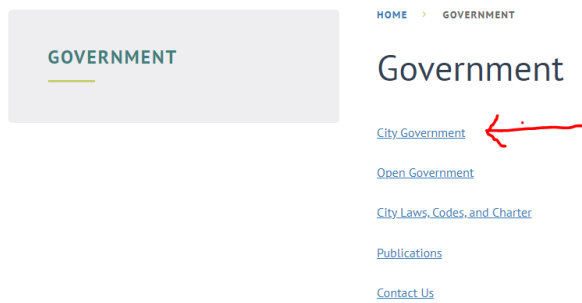 GOVERNMENT
HOME > GOVERNMENT
Government
City Government
Open Government
City Laws, Codes, and Charter
Publications
Contact Us